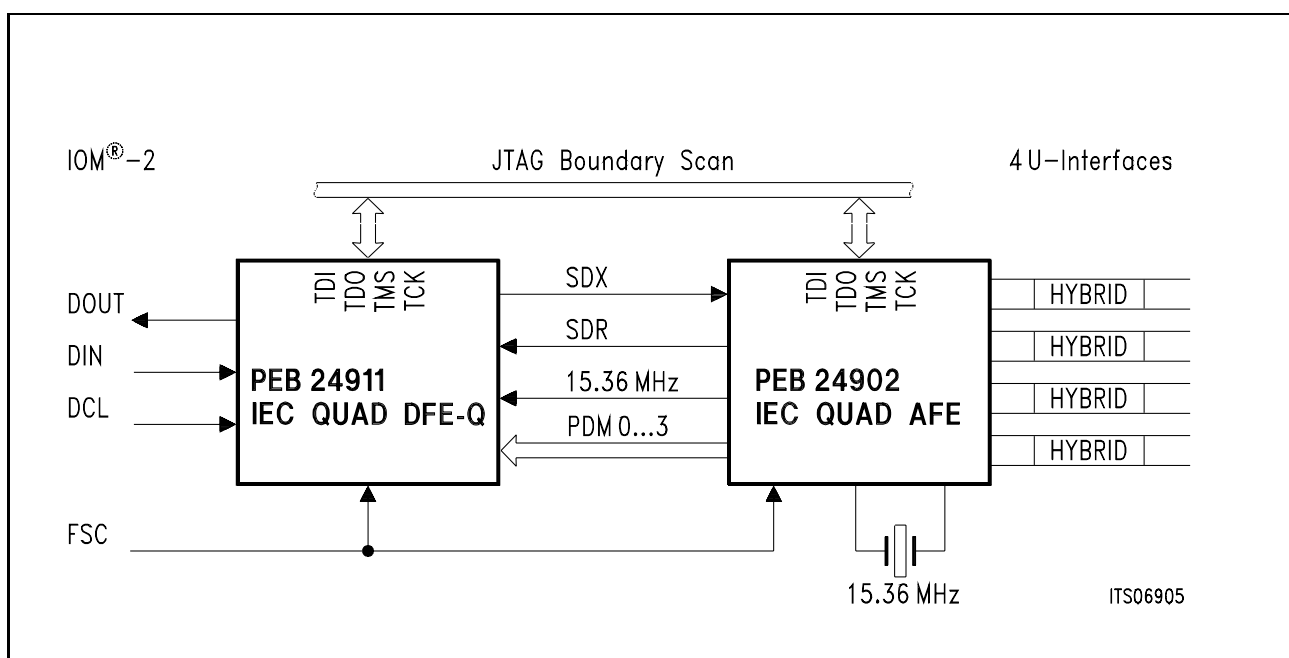 IOM®-2
JTAG Boundary Scan
4 U-Interfaces
TDI
TDO
TMS
TCK
TDI
TDO
TMS
TCK
DOUT
DIN
DCL
PEB 24911
IEC QUAD DFE-Q
SDX
SDR
15.36 MHz
PDM 0...3
PEB 24902
IEC QUAD AFE
HYBRID
HYBRID
HYBRID
HYBRID
FSC
15.36 MHz
ITS06905